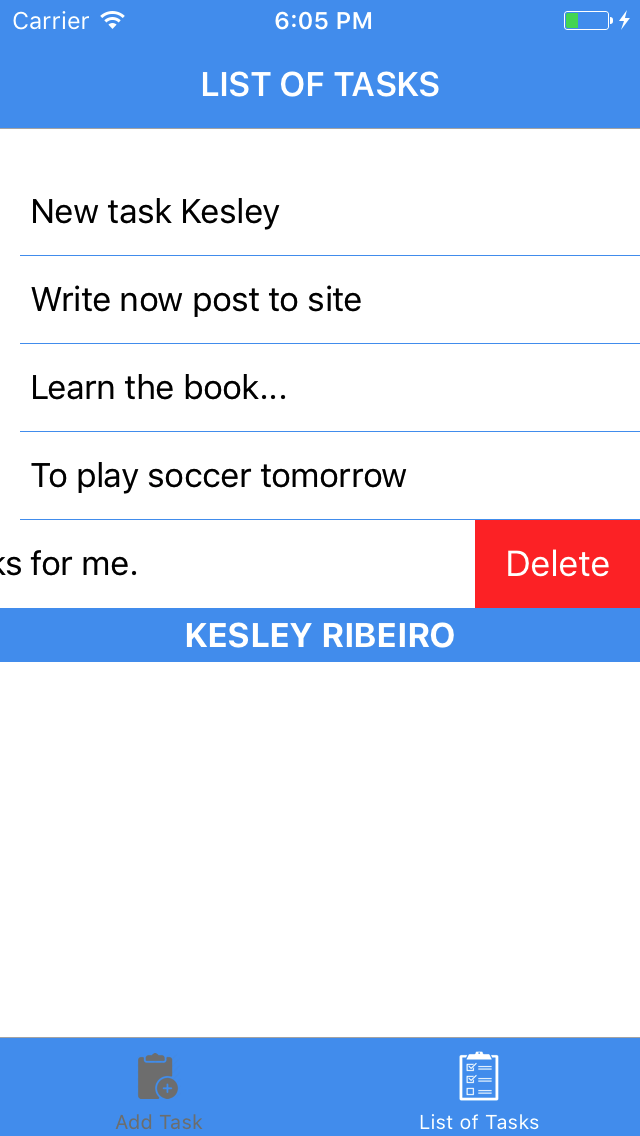 Carrier 6:05 PM
LIST OF TASKS
New task Kesley
Write now post to site
Learn the book...
To play soccer tomorrow
for me. Delete
KESLEY RIBEIRO
Add Task List of Tasks